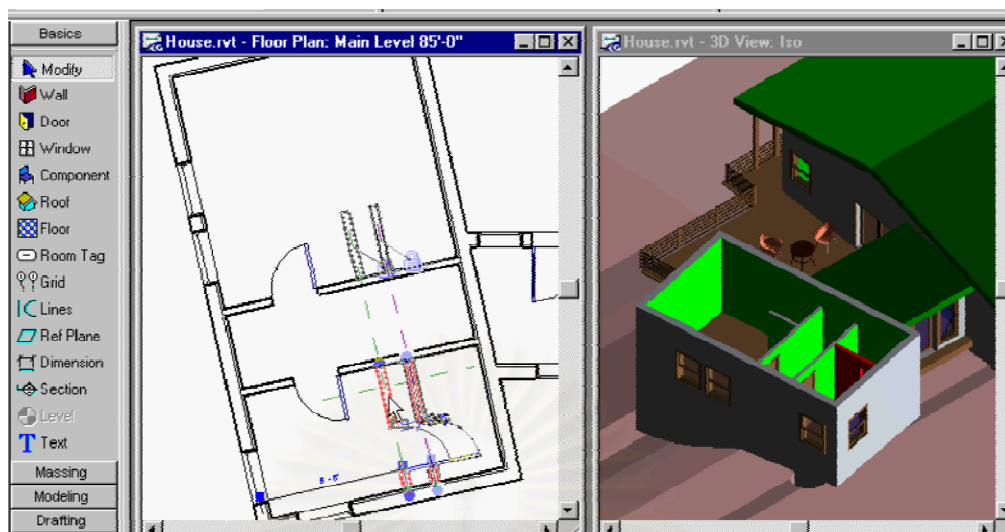 Basics
Modify
Wall
Door
Window
Component
Roof
Floor
Room Tag
Grid
Lines
Ref Plane
Dimension
Section
Level
Text
Massing
Modeling
Drafting
House.rvt - Floor Plan: Main Level 85'-0"
House.rvt - 3D View: Iso